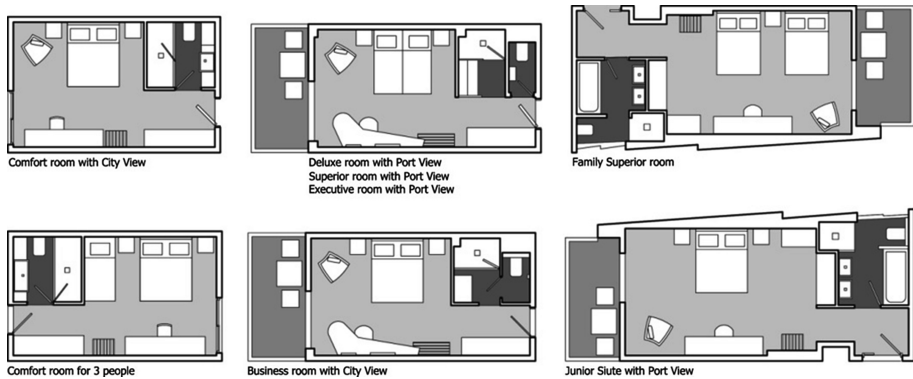 Comfort room with City View
Deluxe room with Port View
Superior room with Port View
Executive room with Port View
Family Superior room
Comfort room for 3 people
Business room with City View
Junior Siute with Port View